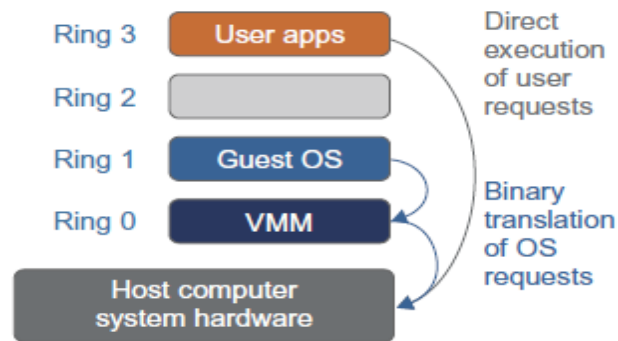 Ring 3
User apps
Direct
execution
of user
requests
Ring 2
Ring 1
Guest OS
Ring 0
VMM
Binary
translation
of OS
requests
Host computer
system hardware